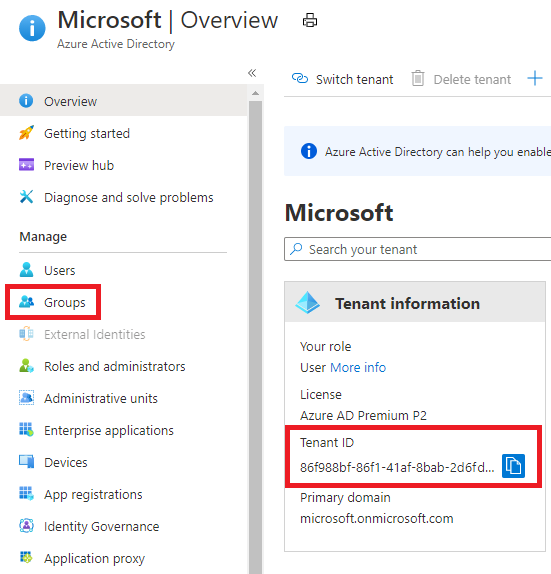 Microsoft | Overview
Azure Active Directory
«
Overview
Getting started
Preview hub
Diagnose and solve problems
Manage
Users
Groups
External Identities
Roles and administrators
Administrative units
Enterprise applications
Devices
App registrations
Identity Governance
Application proxy
Switch tenant Delete tenant
Azure Active Directory can help you enable
Microsoft
Search your tenant
Tenant information
Your role
User More info
License
Azure AD Premium P2
Tenant ID
86f988bf-86f1-41af-8bab-2d6fd...
Primary domain
microsoft.onmicrosoft.com